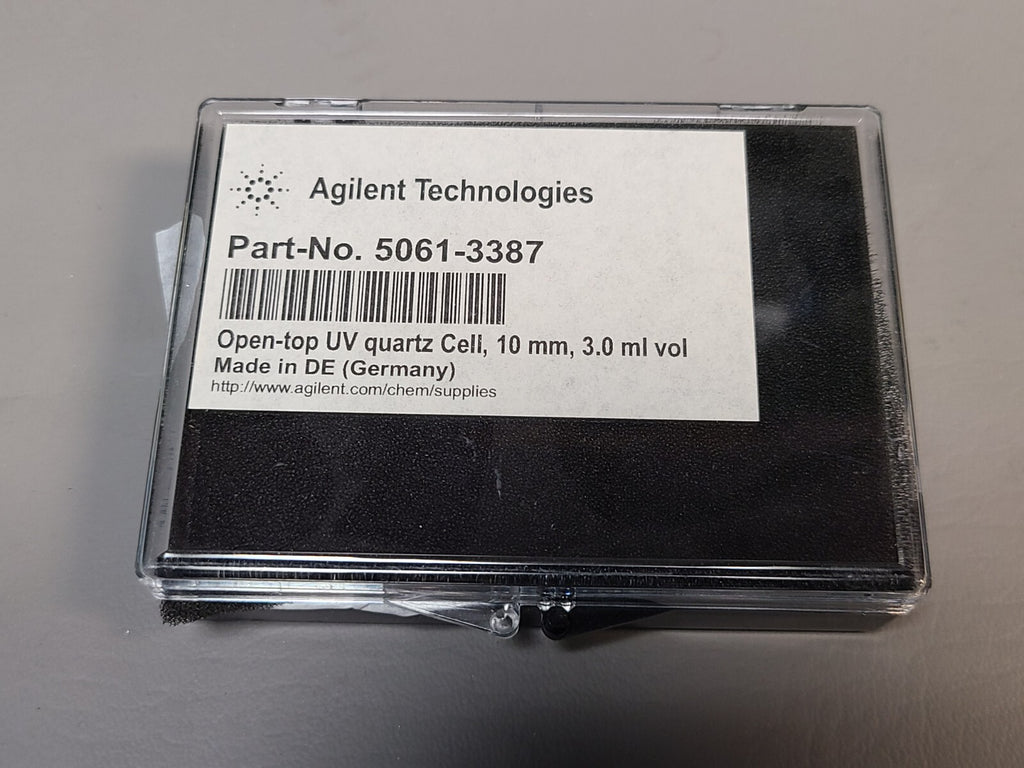 Agilent Technologies
Part-No. 5061-3387
Open-top UV quartz Cell, 10 mm, 3.0 ml vol
Made in DE (Germany)
http://www.agilent.com/chem/supplies